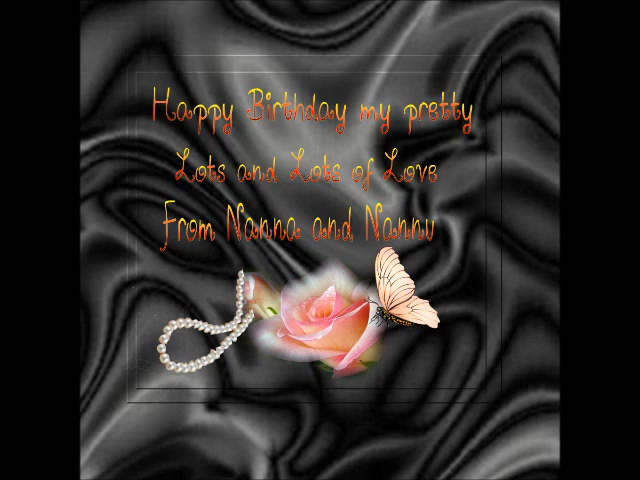 Happy Birthday my pretty
Lots and Lots of Love
From Nanna and Nannu